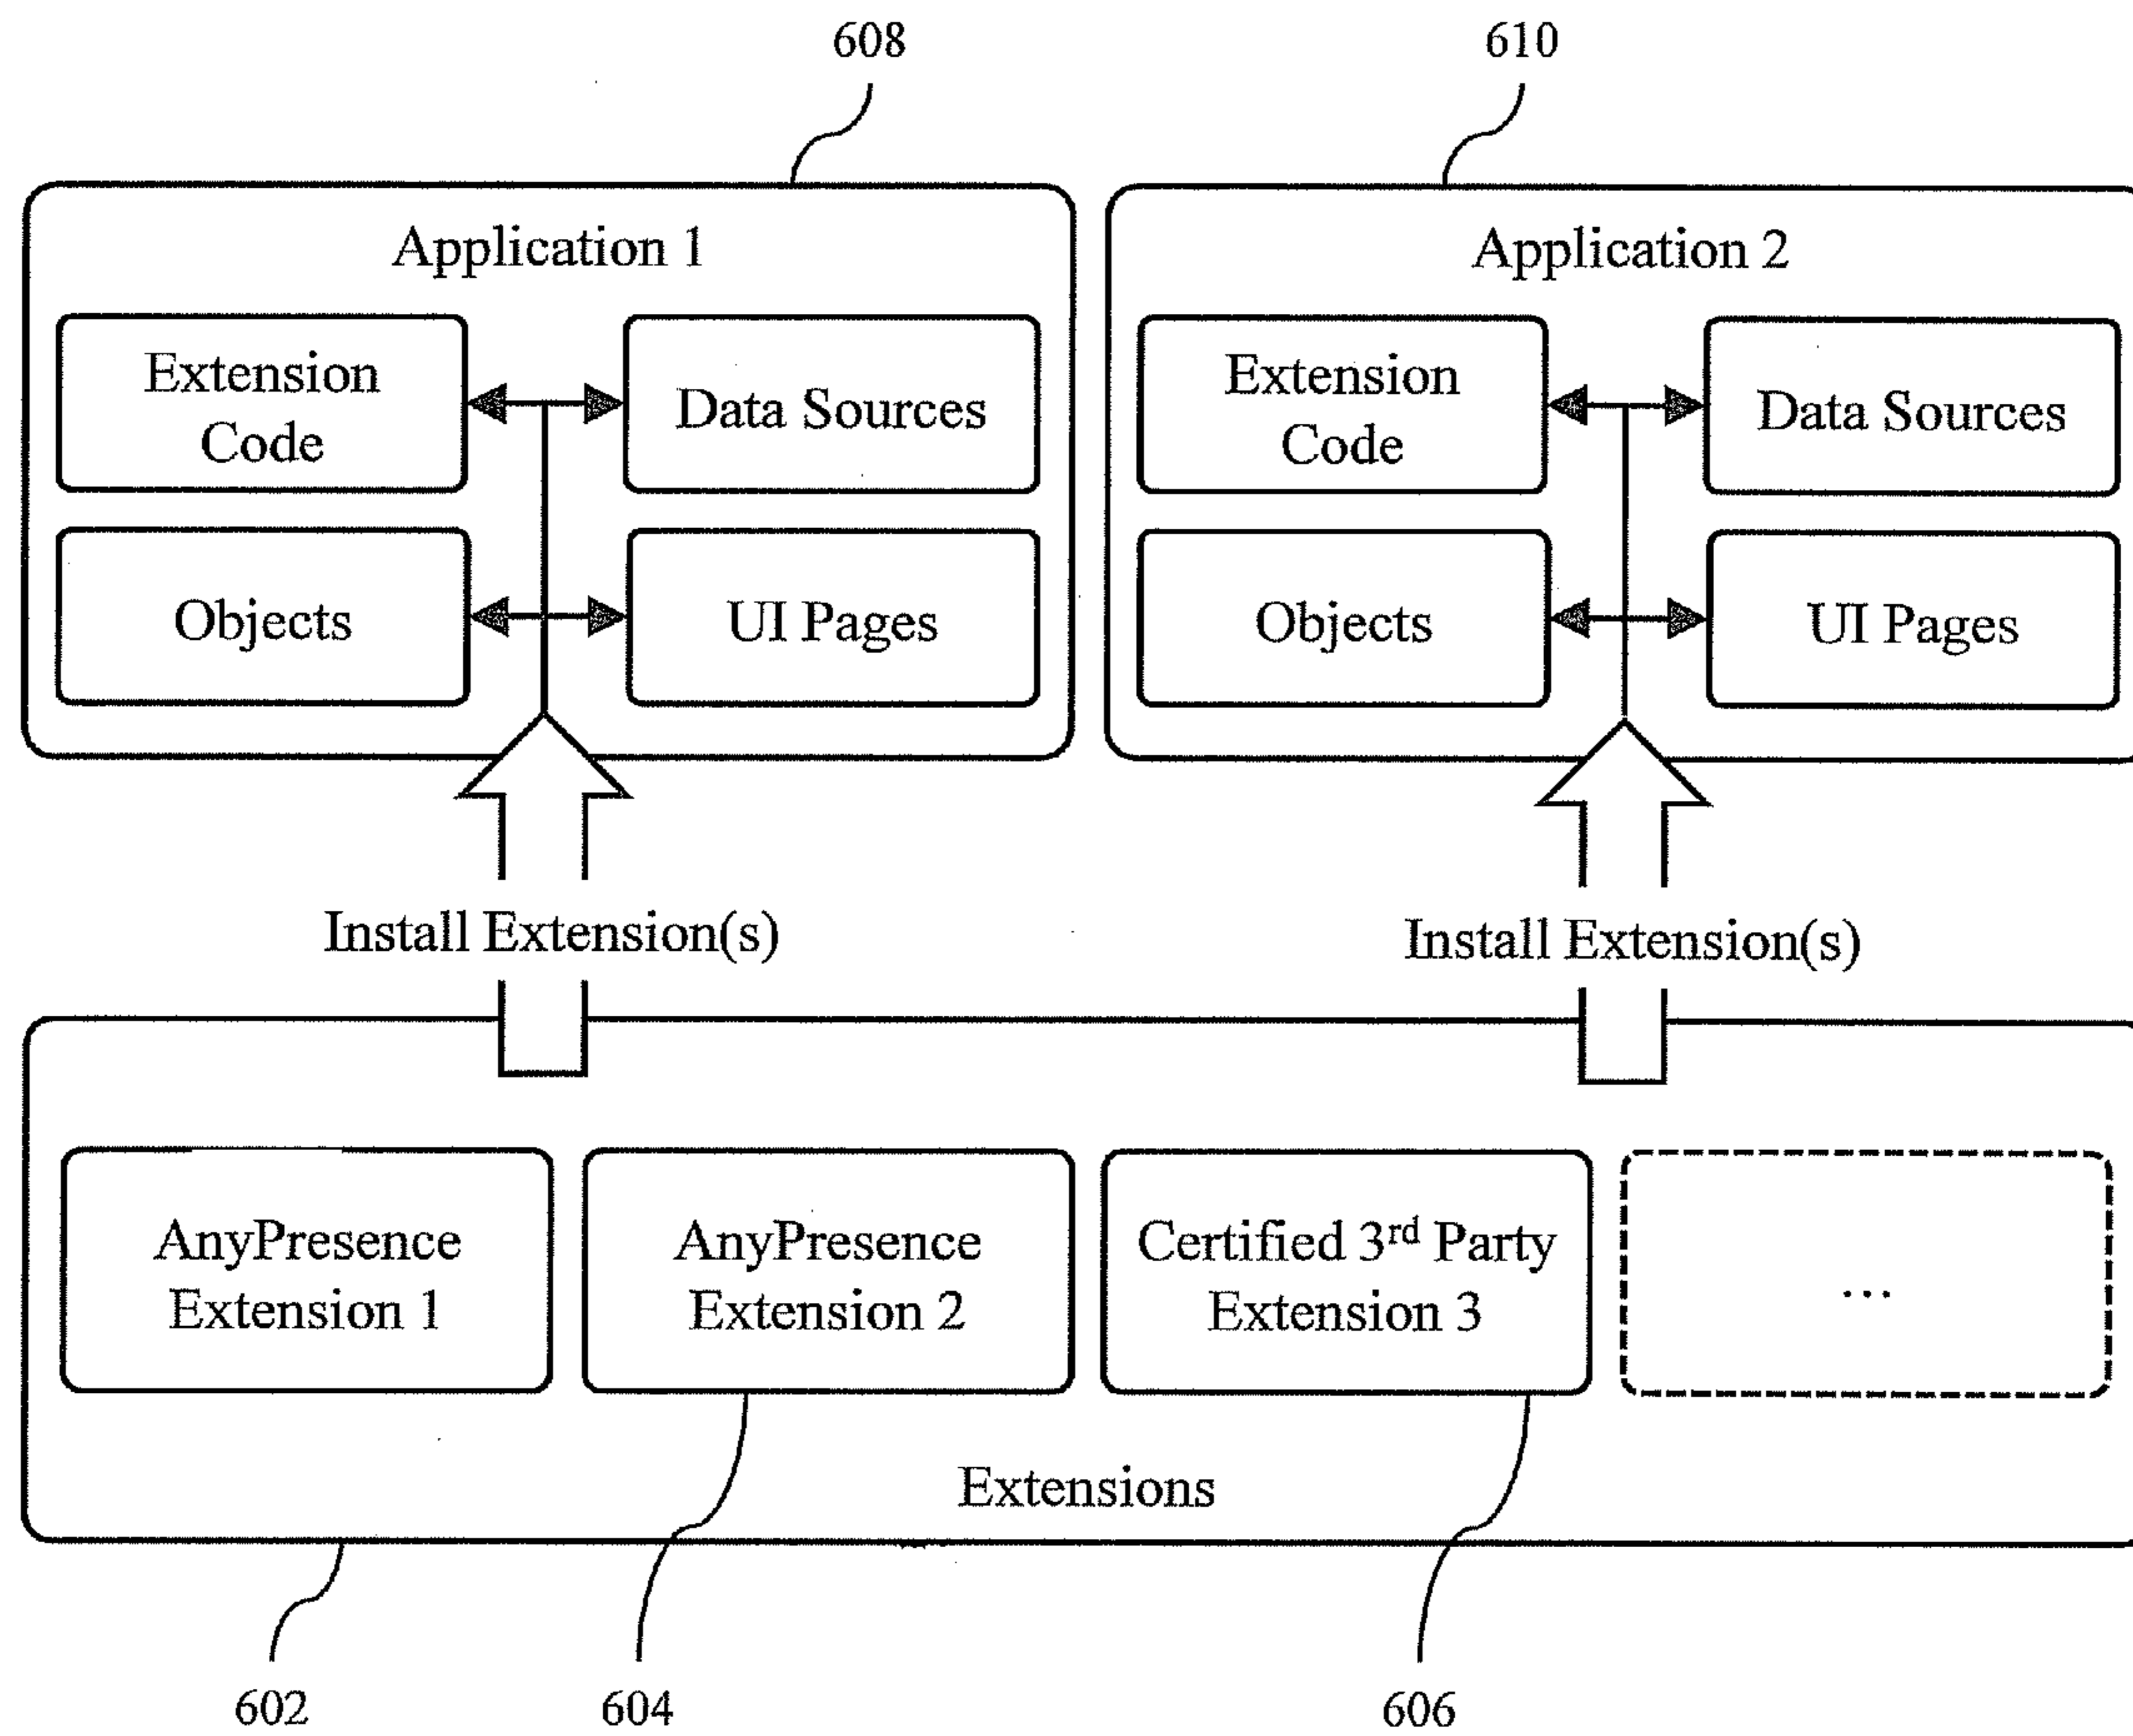 608
610
Application 1
Application 2
Extension
Code
Data Sources
Extension
Code
Data Sources
Objects
UI Pages
Objects
UI Pages
Install Extension(s)
Install Extension(s)
AnyPresence
Extension 1
AnyPresence
Extension 2
Certified 3rd Party
Extension 3
...
Extensions
602
604
606